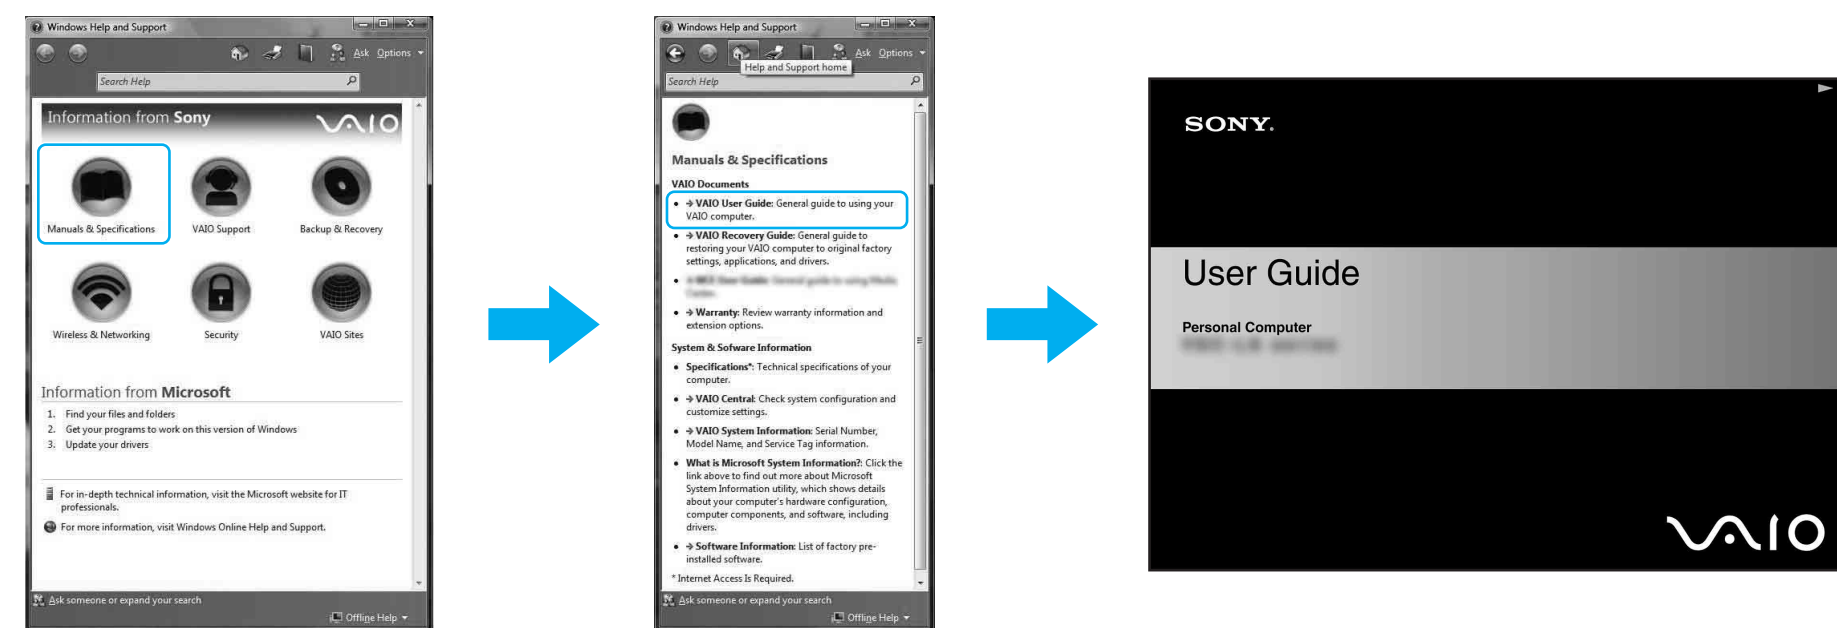 Windows Help and Support
Ask Options
Search Help
Information from Sony
VAIO
Manuals & Specifications
VAIO Support
Backup & Recovery
Wireless & Networking
Security
VAIO Sites
Information from Microsoft
1. Find your files and folders
2. Get your programs to work on this version of Windows
3. Update your drivers
For in-depth technical information, visit the Microsoft website for IT
professionals.
For more information, visit Windows Online Help and Support.
Ask someone or expand your search
Offline Help
Windows Help and Support
Ask Options
Help and Support home
Search Help
Manuals & Specifications
VAIO Documents
• → VAIO User Guide: General guide to using your
VAIO computer.
• → VAIO Recovery Guide: General guide to
restoring your VAIO computer to original factory
settings, applications, and drivers.
• → Warranty: Review warranty information and
extension options.
System & Sofware Information
• Specifications*: Technical specifications of your
computer.
• → VAIO Central: Check system configuration and
customize settings.
• → VAIO System Information: Serial Number,
Model Name, and Service Tag information.
• What is Microsoft System Information?: Click the
link above to find out more about Microsoft
System Information utility, which shows details
about your computer's hardware configuration,
computer components, and software, including
drivers.
• → Software Information: List of factory pre-
installed software.
* Internet Access Is Required.
Ask someone or expand your search
Offline Help
SONY.
User Guide
Personal Computer
VAIO